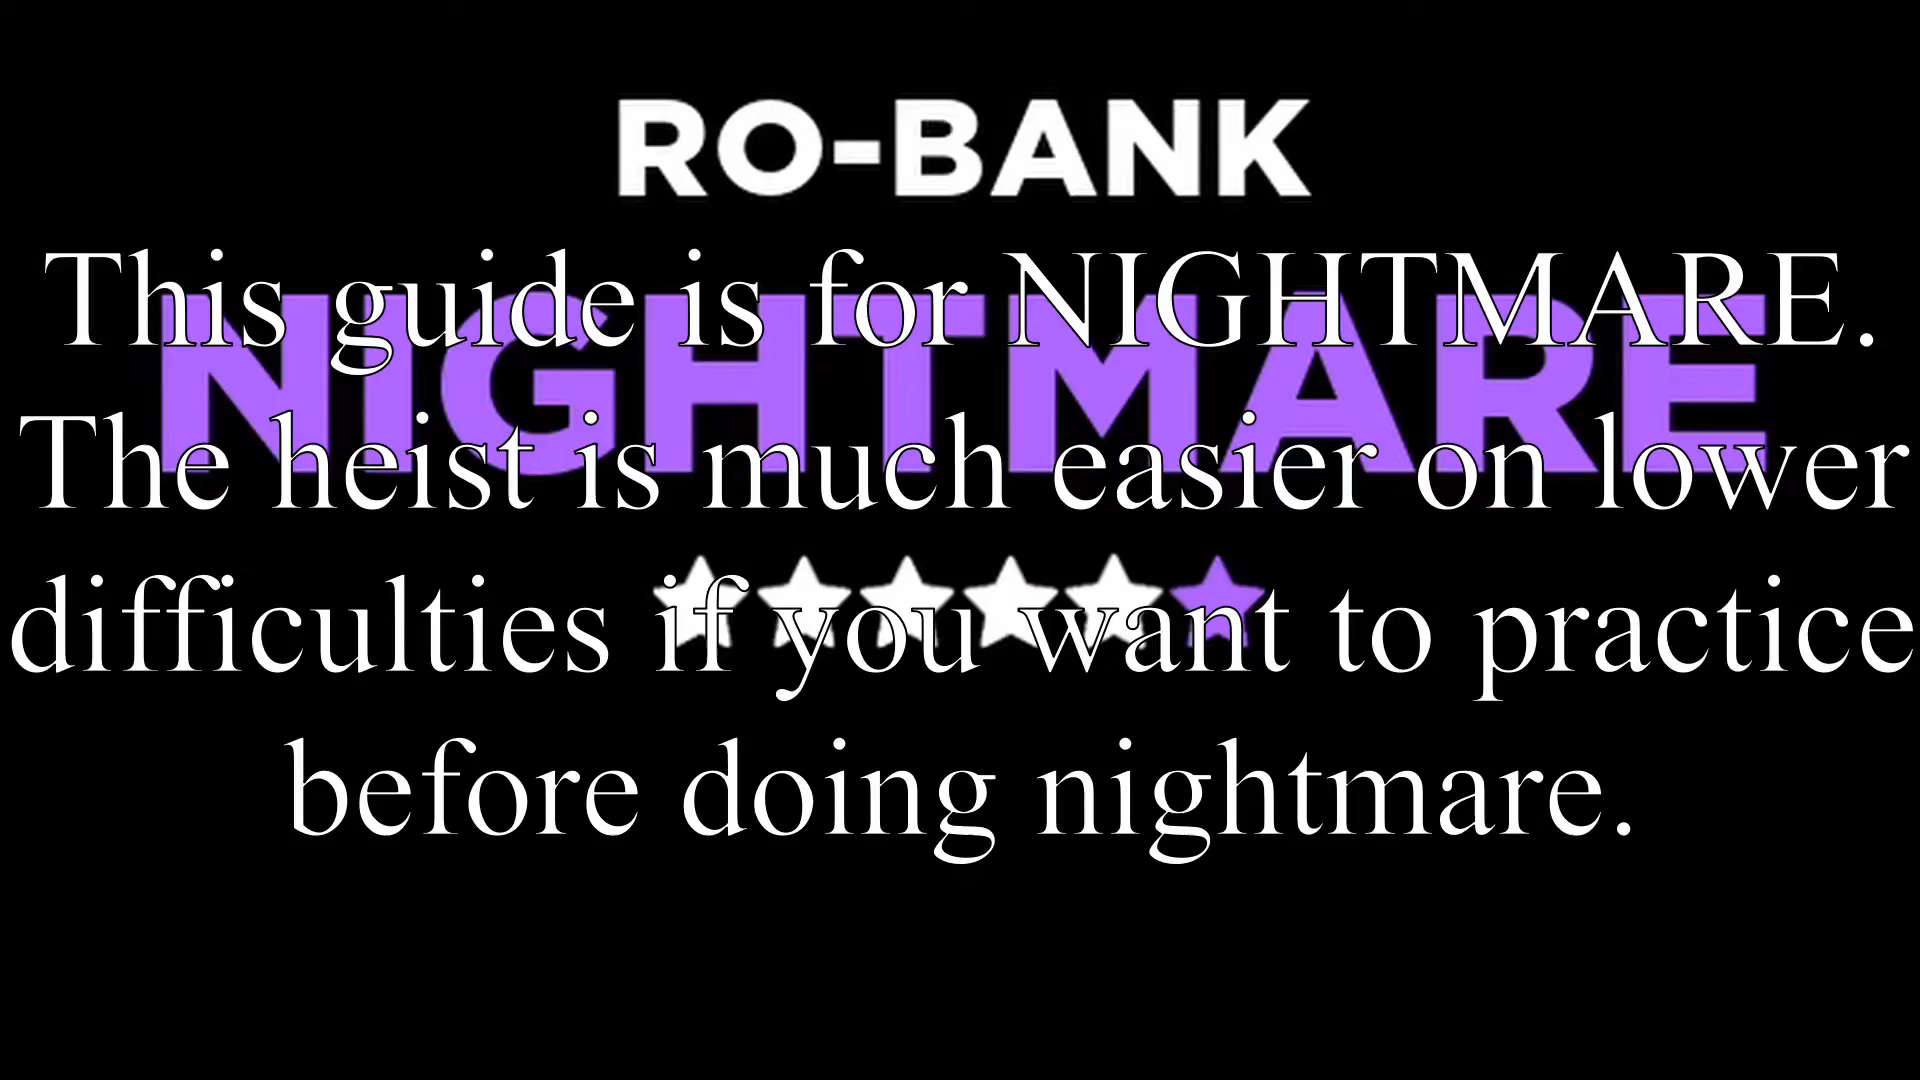 RO-BANK
NIGHTMARE
This guide is for NIGHTMARE.
The heist is much easier on lower
difficulties if you want to practice
before doing nightmare.